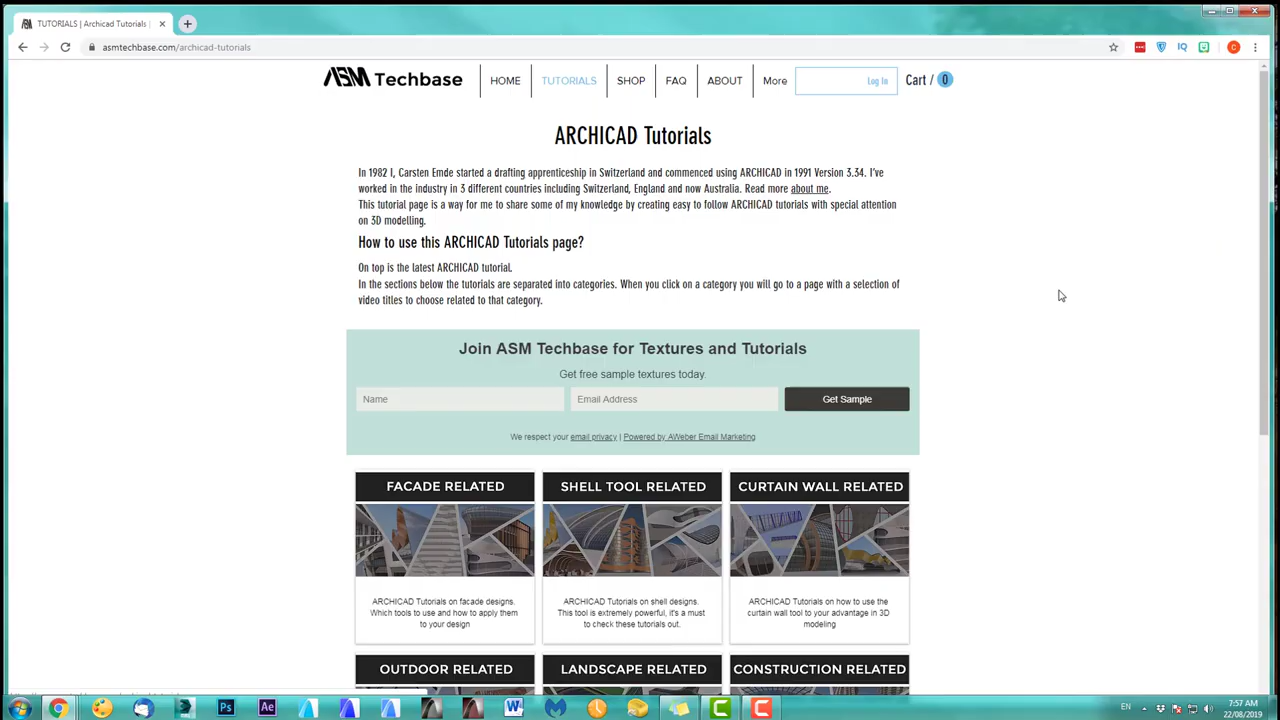 TUTORIALS | Archicad Tutorials |
asmtechbase.com/archicad-tutorials
ASM Techbase
HOME
TUTORIALS
SHOP
FAQ
ABOUT
More
Log In
Cart / 0
ARCHICAD Tutorials
In 1982 I, Carsten Emde started a drafting apprenticeship in Switzerland and commenced using ARCHICAD in 1991 Version 3.34. I've
worked in the industry in 3 different countries including Switzerland, England and now Australia. Read more about me.
This tutorial page is a way for me to share some of my knowledge by creating easy to follow ARCHICAD tutorials with special attention
on 3D modelling.
How to use this ARCHICAD Tutorials page?
On top is the latest ARCHICAD tutorial.
In the sections below the tutorials are separated into categories. When you click on a category you will go to a page with a selection of
video titles to choose related to that category.
Join ASM Techbase for Textures and Tutorials
Get free sample textures today.
Name
Email Address
Get Sample
We respect your email privacy | Powered by AWeber Email Marketing
FACADE RELATED
SHELL TOOL RELATED
CURTAIN WALL RELATED
ARCHICAD Tutorials on facade designs.
Which tools to use and how to apply them
to your design
ARCHICAD Tutorials on shell designs.
This tool is extremely powerful, it's a must
to check these tutorials out.
ARCHICAD Tutorials on how to use the
curtain wall tool to your advantage in 3D
modeling
OUTDOOR RELATED
LANDSCAPE RELATED
CONSTRUCTION RELATED
Ps
Ae
EN
7:57 AM
22/08/2019